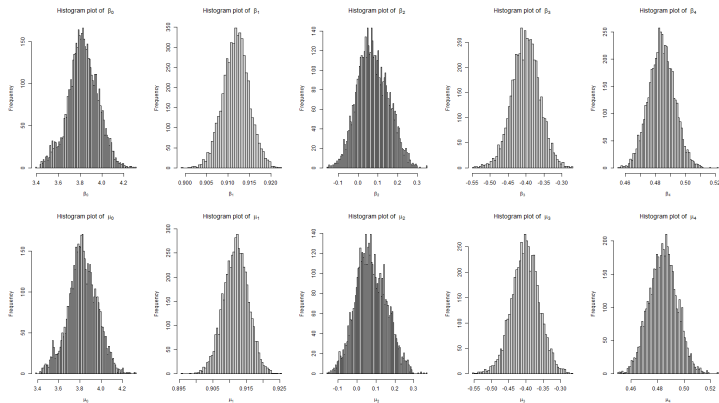 Histogram plot of β₀
Histogram plot of β₁
Histogram plot of β₂
Histogram plot of β₃
Histogram plot of β₄
Frequency
0 50 100 150
3.4 3.6 3.8 4.0 4.2
β₀
Frequency
0 50 100 150 200 250 300 350
0.900 0.905 0.910 0.915 0.920
β₁
Frequency
0 20 40 60 80 100 120 140
-0.1 0.0 0.1 0.2 0.3
β₂
Frequency
0 50 100 150 200 250
-0.55 -0.50 -0.45 -0.40 -0.35 -0.30
β₃
Frequency
0 50 100 150 200 250
0.46 0.48 0.50 0.52
β₄
Histogram plot of μ₀
Histogram plot of μ₁
Histogram plot of μ₂
Histogram plot of μ₃
Histogram plot of μ₄
Frequency
0 50 100 150
3.4 3.6 3.8 4.0 4.2
μ₀
Frequency
0 50 100 150 200 250 300
0.895 0.905 0.915 0.925
μ₁
Frequency
0 20 40 60 80 100 120 140
-0.1 0.0 0.1 0.2 0.3
μ₂
Frequency
0 50 100 150 200 250
-0.55 -0.50 -0.45 -0.40 -0.35 -0.30
μ₃
Frequency
0 50 100 150 200
0.46 0.48 0.50 0.52
μ₄